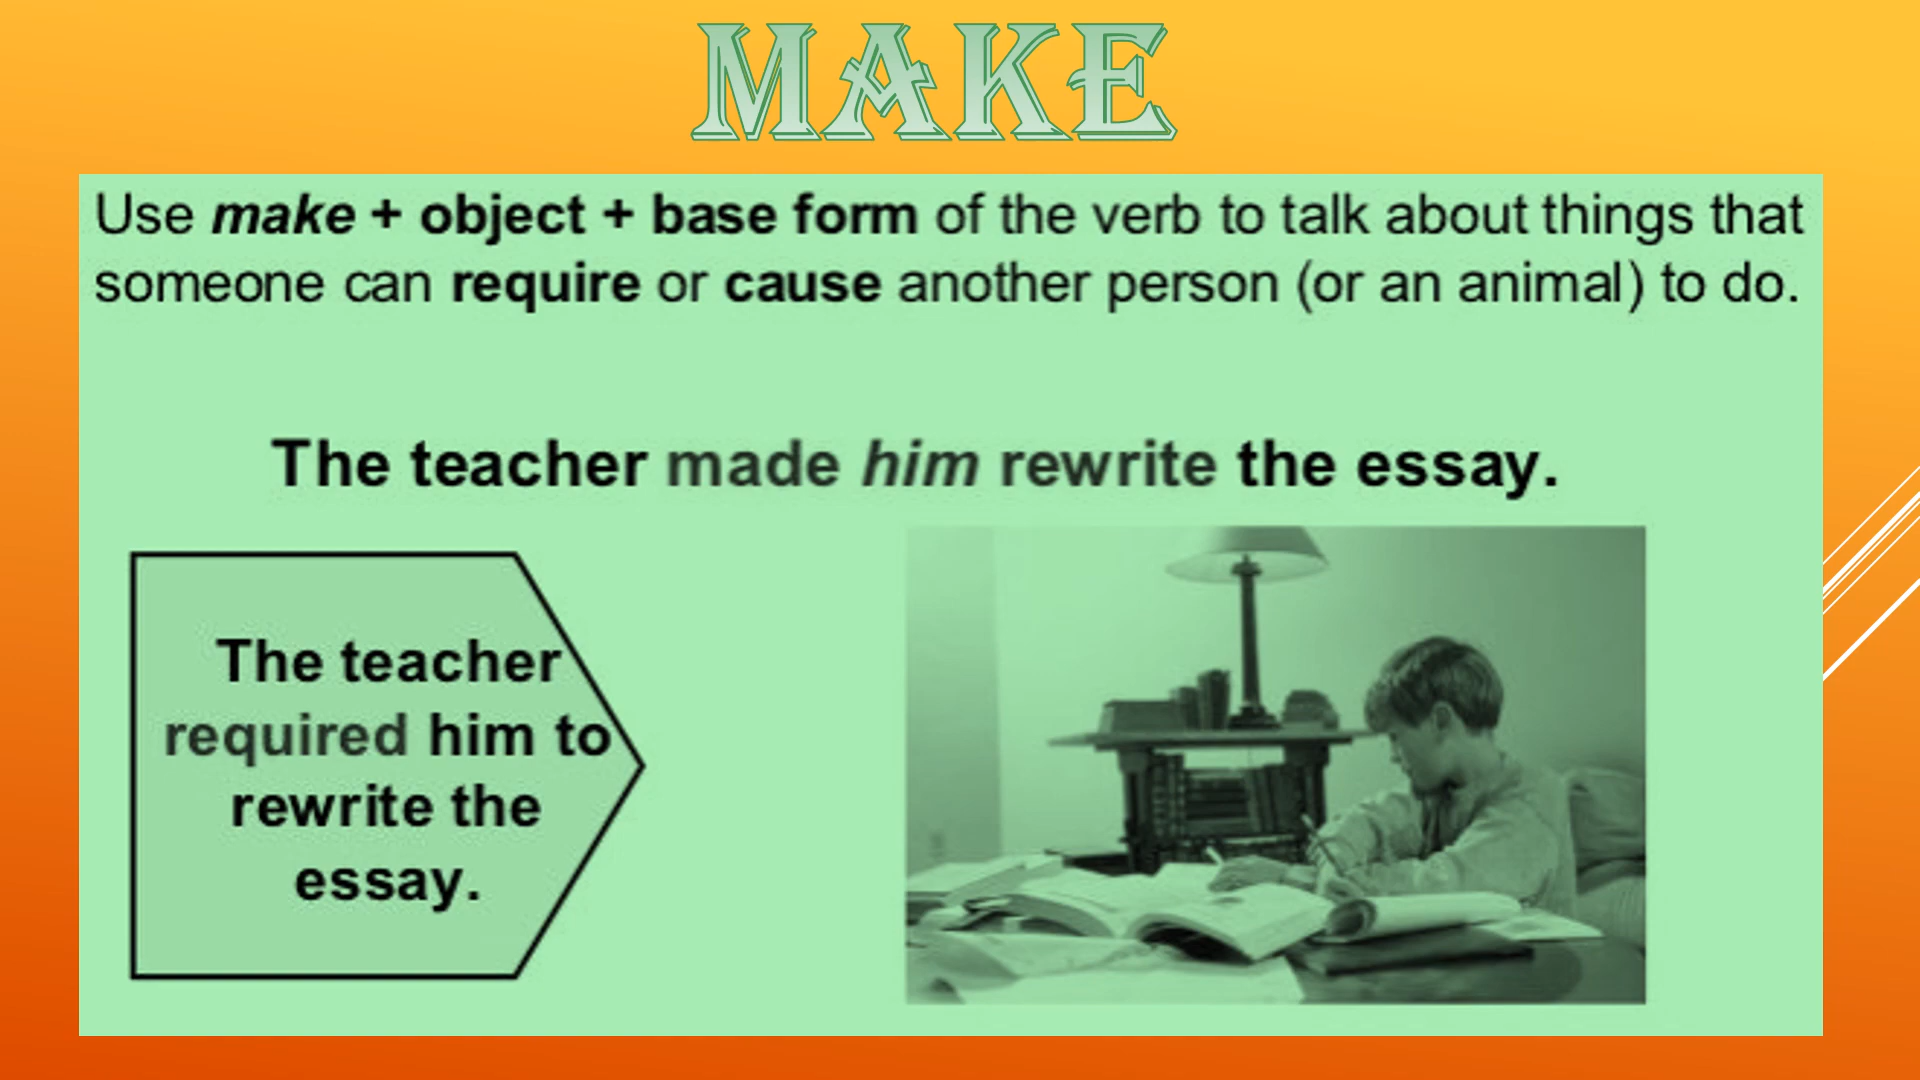 MAKE
Use make + object + base form of the verb to talk about things that
someone can require or cause another person (or an animal) to do.
The teacher made him rewrite the essay.
The teacher
required him to
rewrite the
essay.